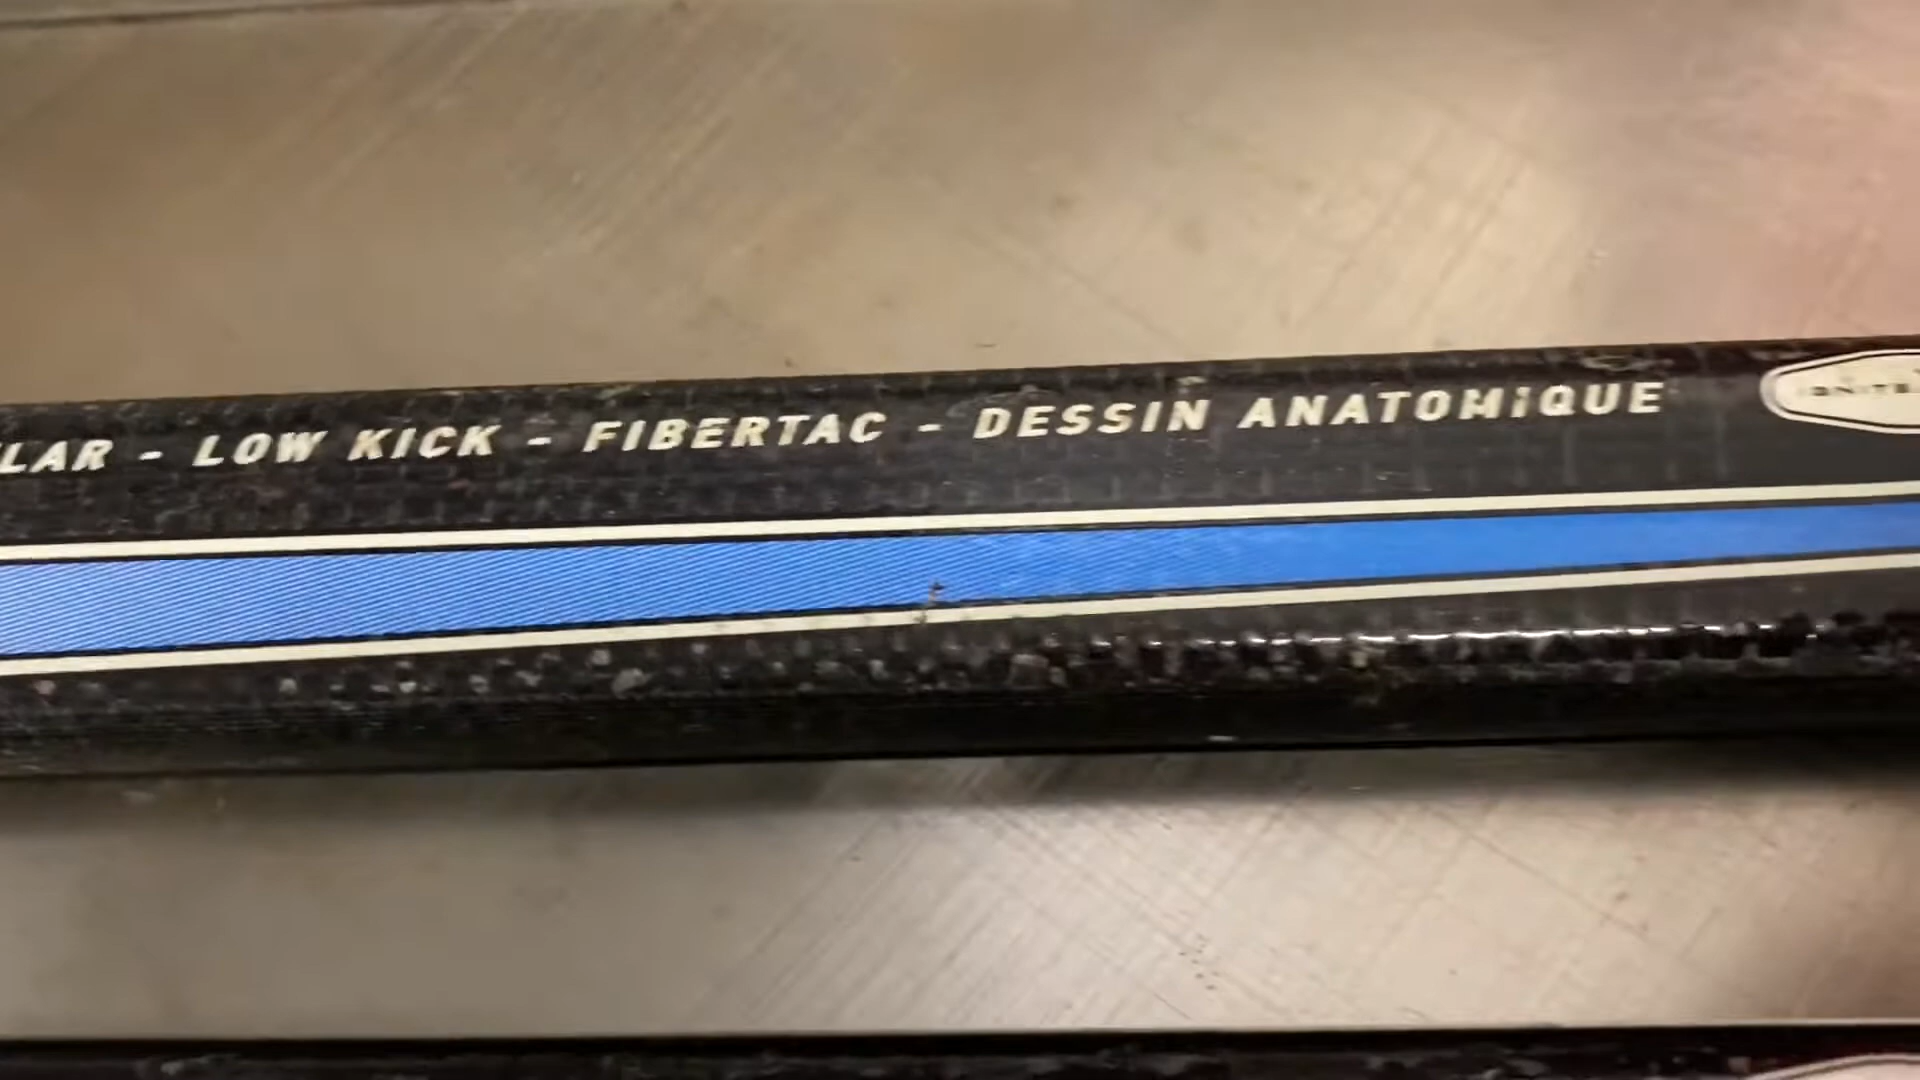 LAR - LOW KICK - FIBERTAC - DESSIN ANATOMiQUE